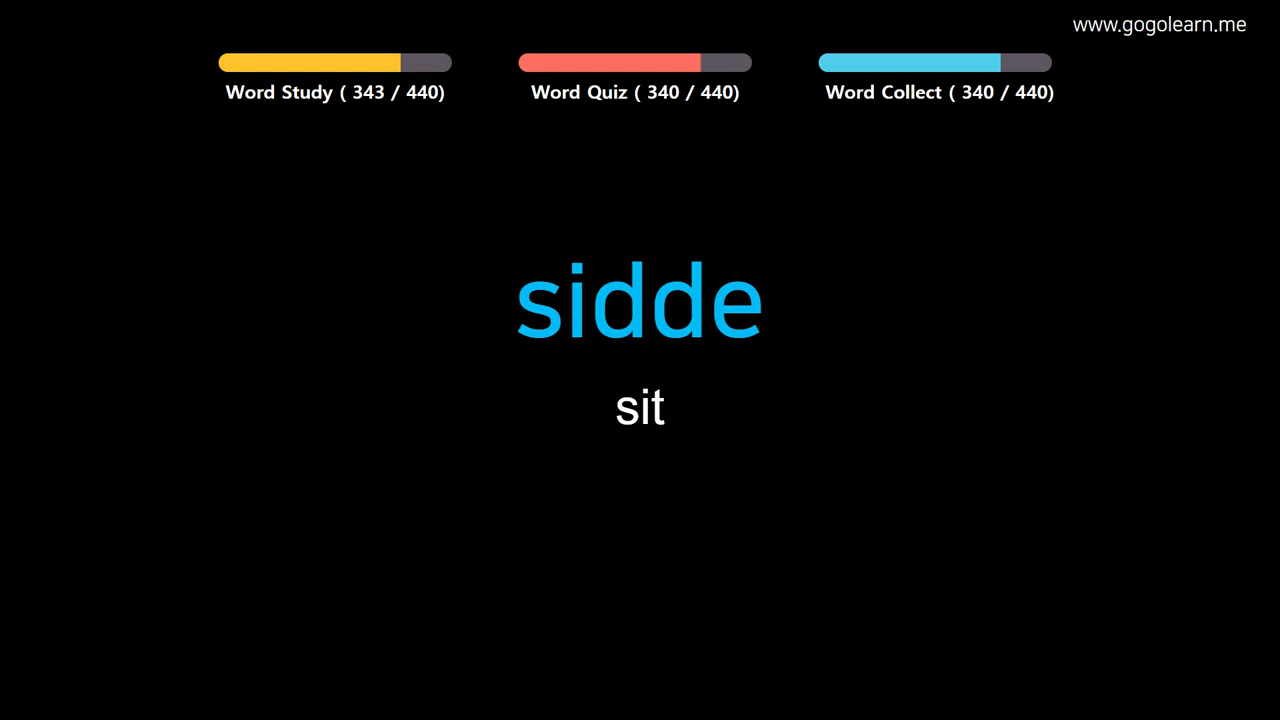 www.gogolearn.me
Word Study ( 343 / 440)
Word Quiz ( 340 / 440)
Word Collect ( 340 / 440)
sidde
sit